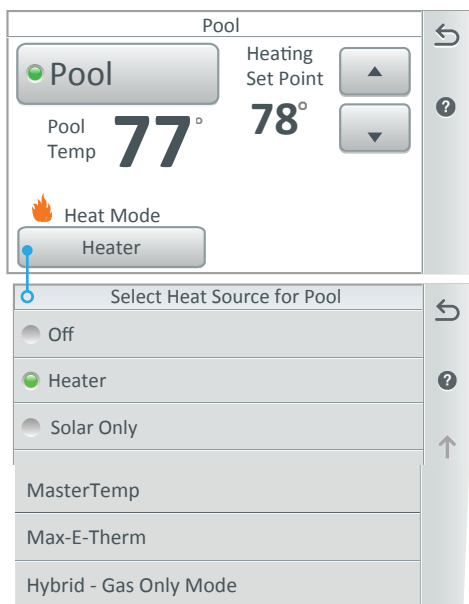 Pool
Pool
Heating
Set Point
78°
Pool
Temp
77°
Heat Mode
Heater
Select Heat Source for Pool
Off
Heater
?
Solar Only
MasterTemp
Max-E-Therm
Hybrid - Gas Only Mode
?